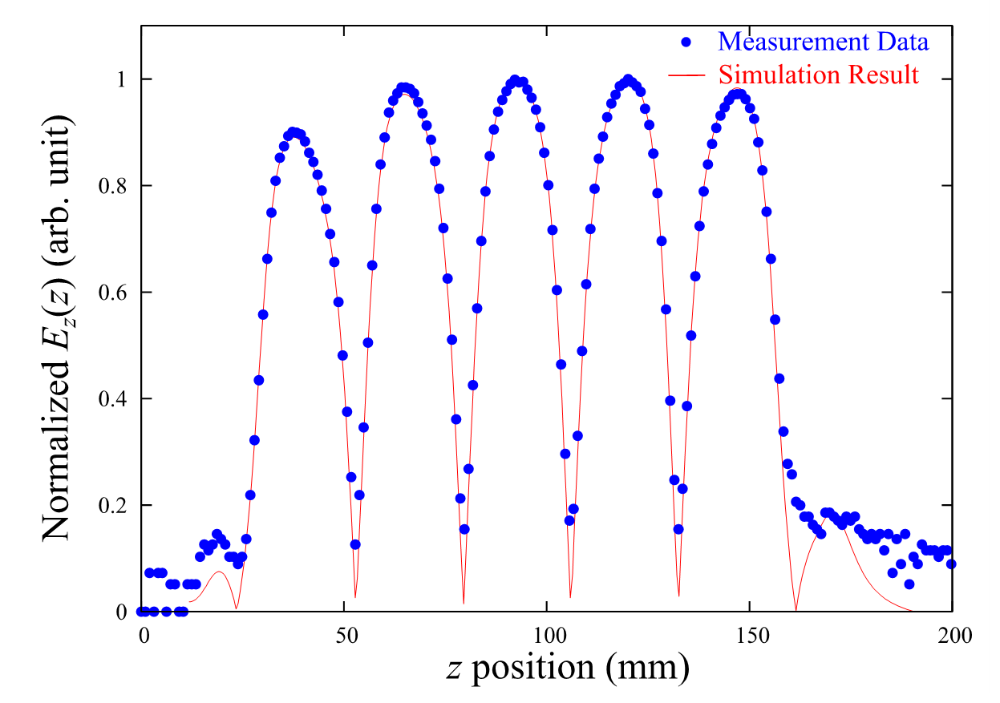 Measurement Data
Simulation Result
1
0.8
0.6
0.4
0.2
0
0 50 100 150 200
z position (mm)
Normalized Ez(z) (arb. unit)